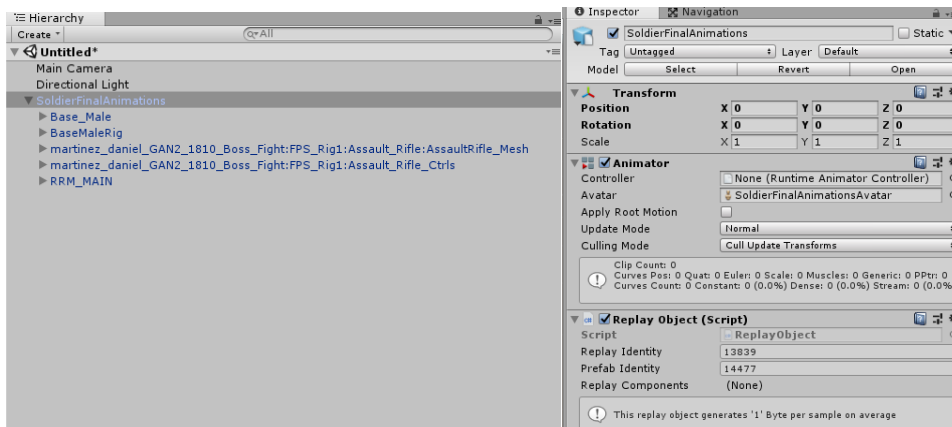 Hierarchy
Create
All
Untitled*
Main Camera
Directional Light
SoldierFinalAnimations
Base_Male
BaseMaleRig
martinez_daniel_GAN2_1810_Boss_Fight:FPS_Rig1:Assault_Rifle:AssaultRifle_Mesh
martinez_daniel_GAN2_1810_Boss_Fight:FPS_Rig1:Assault_Rifle_Ctrls
RRM_MAIN
Inspector Navigation
SoldierFinalAnimations Static
Tag Untagged Layer Default
Model Select Revert Open
Transform
Position X 0 Y 0 Z 0
Rotation X 0 Y 0 Z 0
Scale X 1 Y 1 Z 1
Animator
Controller None (Runtime Animator Controller)
Avatar SoldierFinalAnimationsAvatar
Apply Root Motion
Update Mode Normal
Culling Mode Cull Update Transforms
Clip Count: 0
Curves Pos: 0 Quat: 0 Euler: 0 Scale: 0 Muscles: 0 Generic: 0 PPtr: 0
Curves Count: 0 Constant: 0 (0.0%) Dense: 0 (0.0%) Stream: 0 (0.0%
Replay Object (Script)
Script ReplayObject
Replay Identity 13839
Prefab Identity 14477
Replay Components (None)
This replay object generates '1' Byte per sample on average